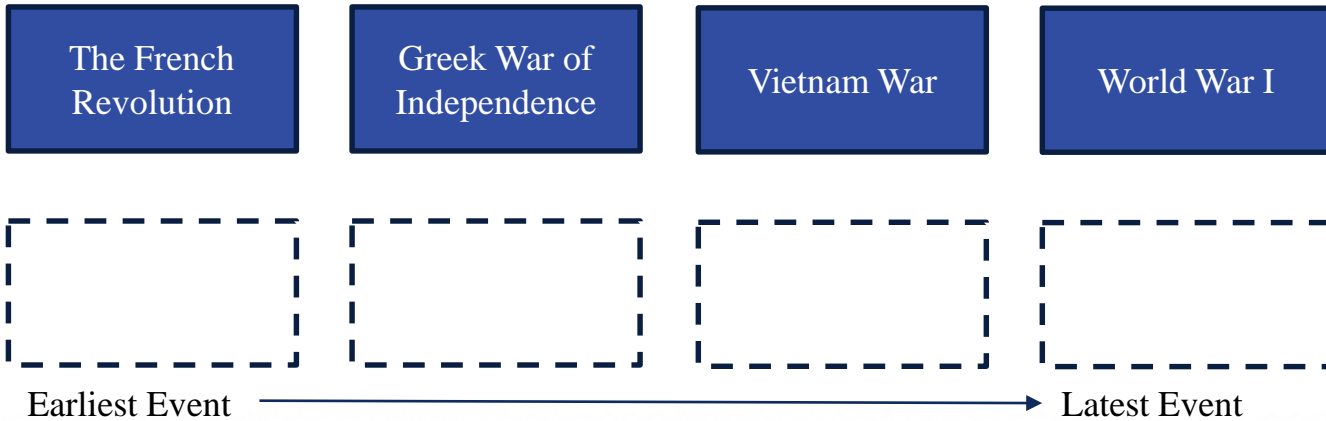 The French
Revolution
Greek War of
Independence
Vietnam War
World War I
Earliest Event
Latest Event